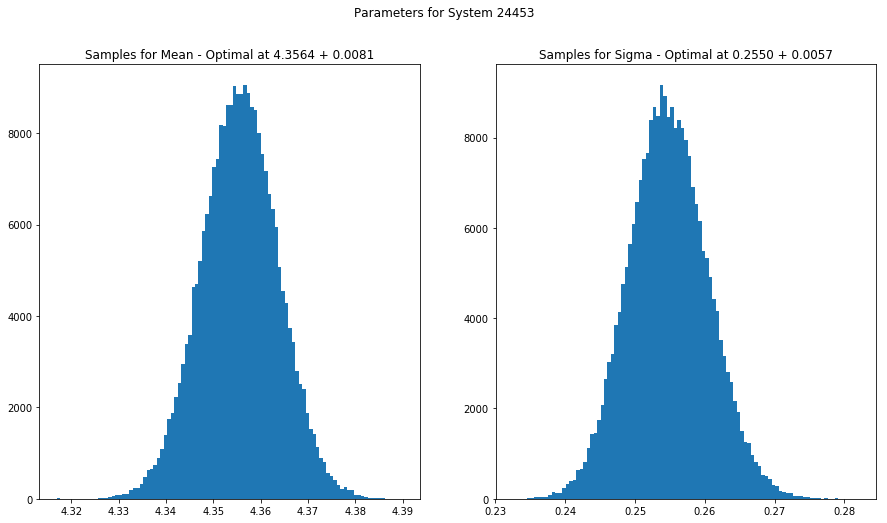 Parameters for System 24453
Samples for Mean - Optimal at 4.3564 + 0.0081
8000
6000
4000
2000
0
4.32 4.33 4.34 4.35 4.36 4.37 4.38 4.39
Samples for Sigma - Optimal at 0.2550 + 0.0057
8000
6000
4000
2000
0
0.23 0.24 0.25 0.26 0.27 0.28